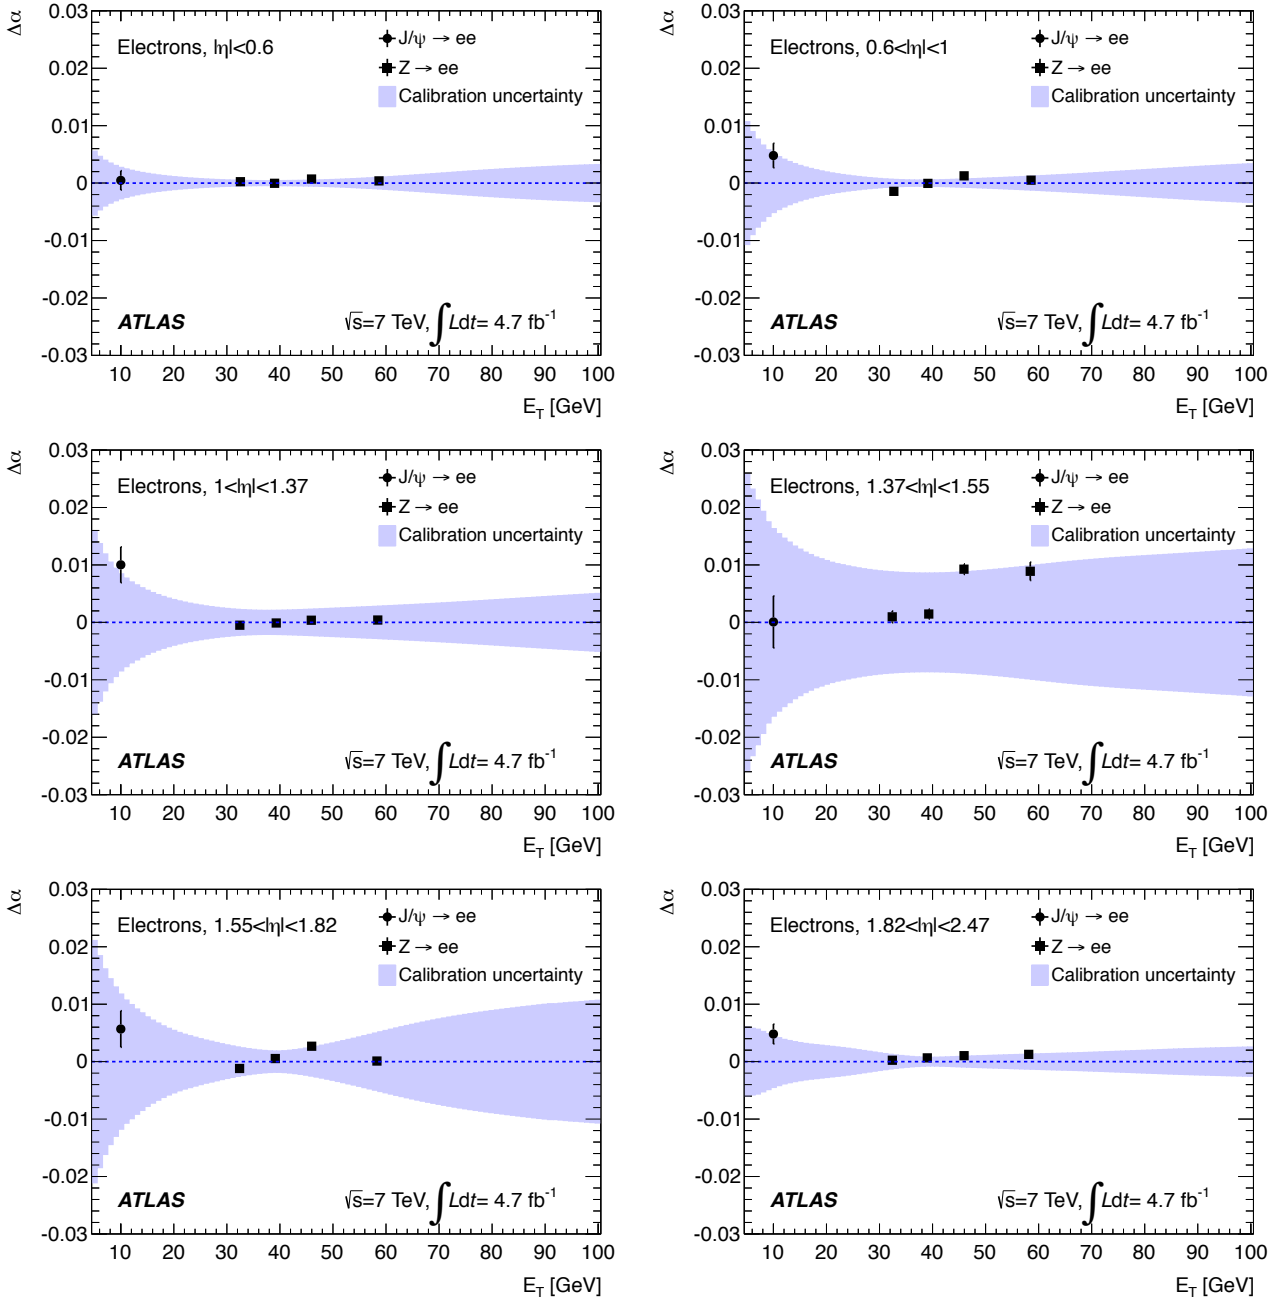 Δα
0.03
Electrons, |η|<0.6
J/ψ → ee
Z → ee
Calibration uncertainty
0.02
0.01
0
-0.01
-0.02
-0.03
ATLAS
√s=7 TeV, ∫Ldt= 4.7 fb⁻¹
10 20 30 40 50 60 70 80 90 100
E_T [GeV]
Δα
0.03
Electrons, 0.6<|η|<1
J/ψ → ee
Z → ee
Calibration uncertainty
0.02
0.01
0
-0.01
-0.02
-0.03
ATLAS
√s=7 TeV, ∫Ldt= 4.7 fb⁻¹
10 20 30 40 50 60 70 80 90 100
E_T [GeV]
Δα
0.03
Electrons, 1<|η|<1.37
J/ψ → ee
Z → ee
Calibration uncertainty
0.02
0.01
0
-0.01
-0.02
-0.03
ATLAS
√s=7 TeV, ∫Ldt= 4.7 fb⁻¹
10 20 30 40 50 60 70 80 90 100
E_T [GeV]
Δα
0.03
Electrons, 1.37<|η|<1.55
J/ψ → ee
Z → ee
Calibration uncertainty
0.02
0.01
0
-0.01
-0.02
-0.03
ATLAS
√s=7 TeV, ∫Ldt= 4.7 fb⁻¹
10 20 30 40 50 60 70 80 90 100
E_T [GeV]
Δα
0.03
Electrons, 1.55<|η|<1.82
J/ψ → ee
Z → ee
Calibration uncertainty
0.02
0.01
0
-0.01
-0.02
-0.03
ATLAS
√s=7 TeV, ∫Ldt= 4.7 fb⁻¹
10 20 30 40 50 60 70 80 90 100
E_T [GeV]
Δα
0.03
Electrons, 1.82<|η|<2.47
J/ψ → ee
Z → ee
Calibration uncertainty
0.02
0.01
0
-0.01
-0.02
-0.03
ATLAS
√s=7 TeV, ∫Ldt= 4.7 fb⁻¹
10 20 30 40 50 60 70 80 90 100
E_T [GeV]